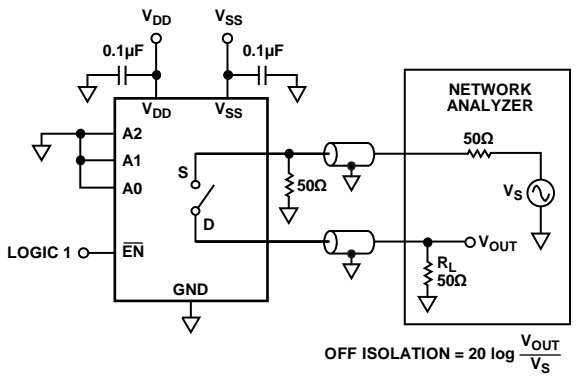 VDD
VSS
0.1µF
0.1µF
VDD
VSS
NETWORK
ANALYZER
A2
A1
A0
50Ω
S
50Ω
VS
D
VOUT
LOGIC 1
EN
RL
50Ω
GND
OFF ISOLATION = 20 log VOUT
VS